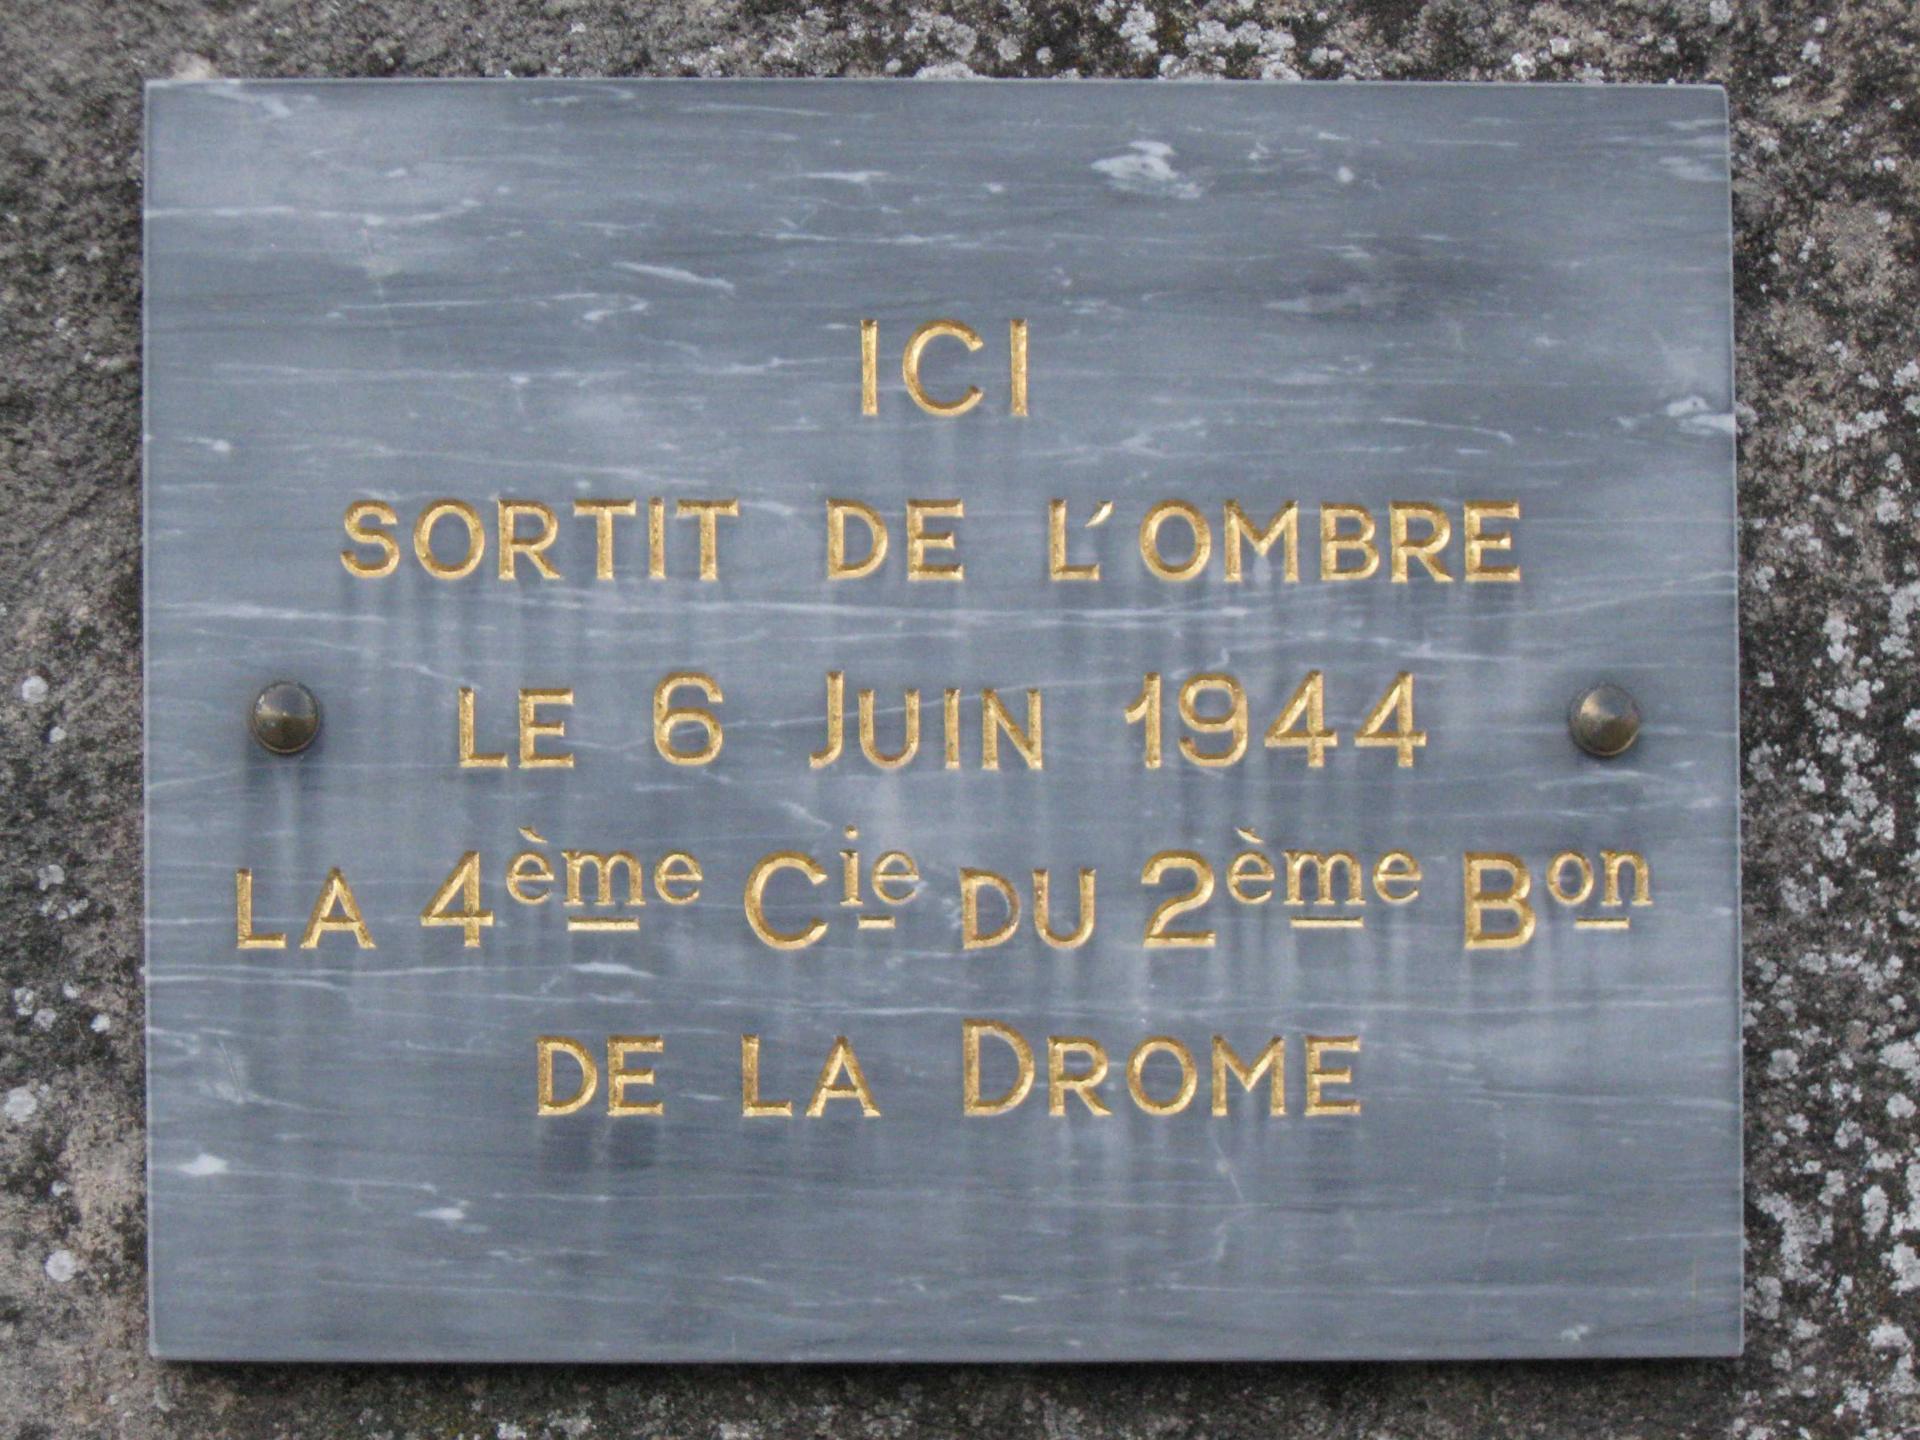 ICI
SORTIT DE L'OMBRE
LE 6 JUIN 1944
LA 4ème Cie DU 2ème Bon
DE LA DROME